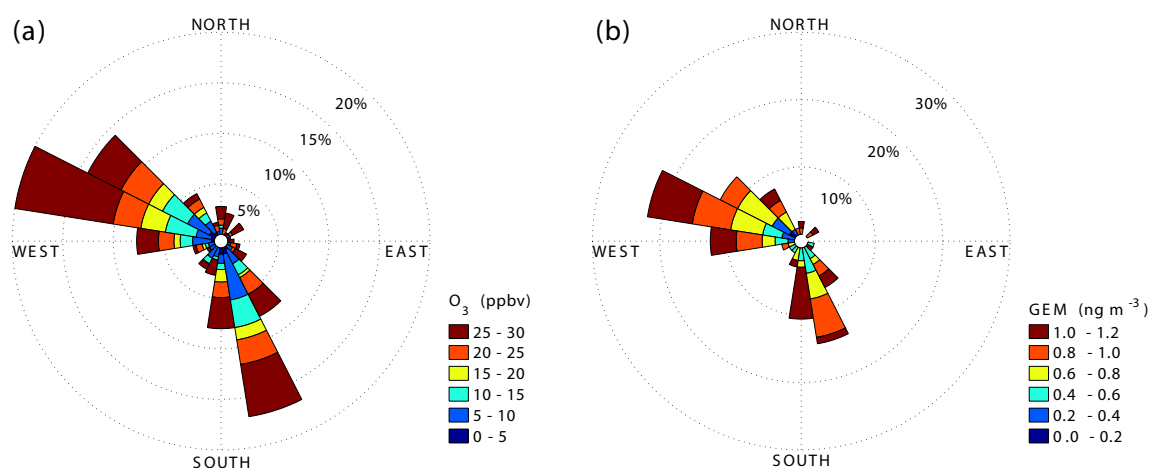 (a)
NORTH
20%
15%
10%
5%
WEST
EAST
SOUTH
O3 (ppbv)
25 - 30
20 - 25
15 - 20
10 - 15
5 - 10
0 - 5
(b)
NORTH
30%
20%
10%
WEST
EAST
SOUTH
GEM (ng m-3)
1.0 - 1.2
0.8 - 1.0
0.6 - 0.8
0.4 - 0.6
0.2 - 0.4
0.0 - 0.2